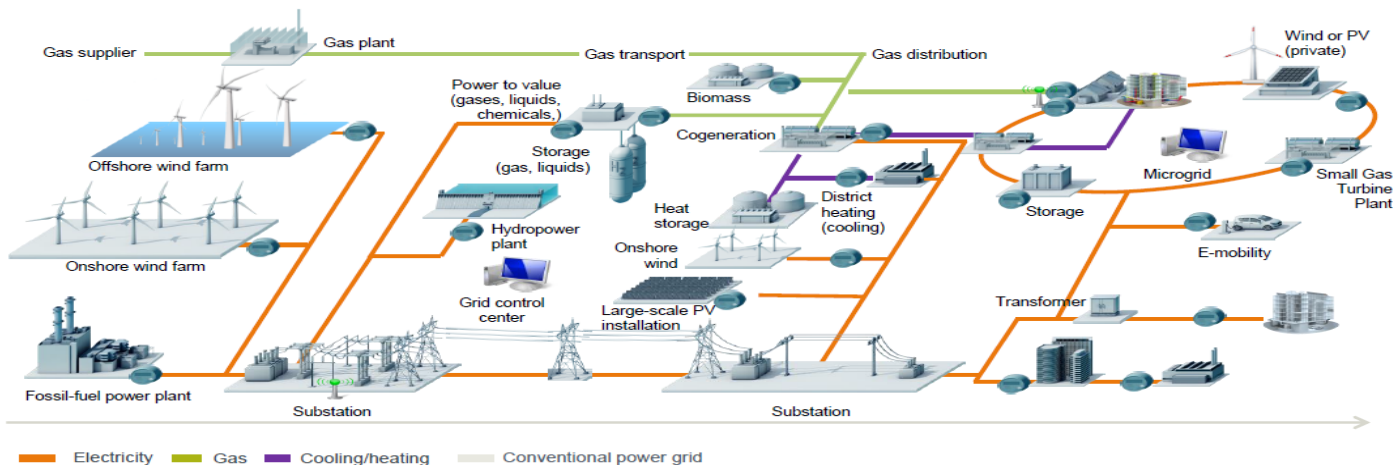 Gas supplier
Gas plant
Gas transport
Gas distribution
Wind or PV
(private)
Power to value
(gases, liquids,
chemicals,)
Biomass
Cogeneration
Offshore wind farm
Storage
(gas, liquids)
H2
Microgrid
Small Gas
Turbine
Plant
Storage
District
heating
(cooling)
Heat
storage
Hydropower
plant
Onshore
wind
Onshore wind farm
E-mobility
Grid control
center
Large-scale PV
installation
Transformer
Fossil-fuel power plant
Substation
Substation
Electricity
Gas
Cooling/heating
Conventional power grid